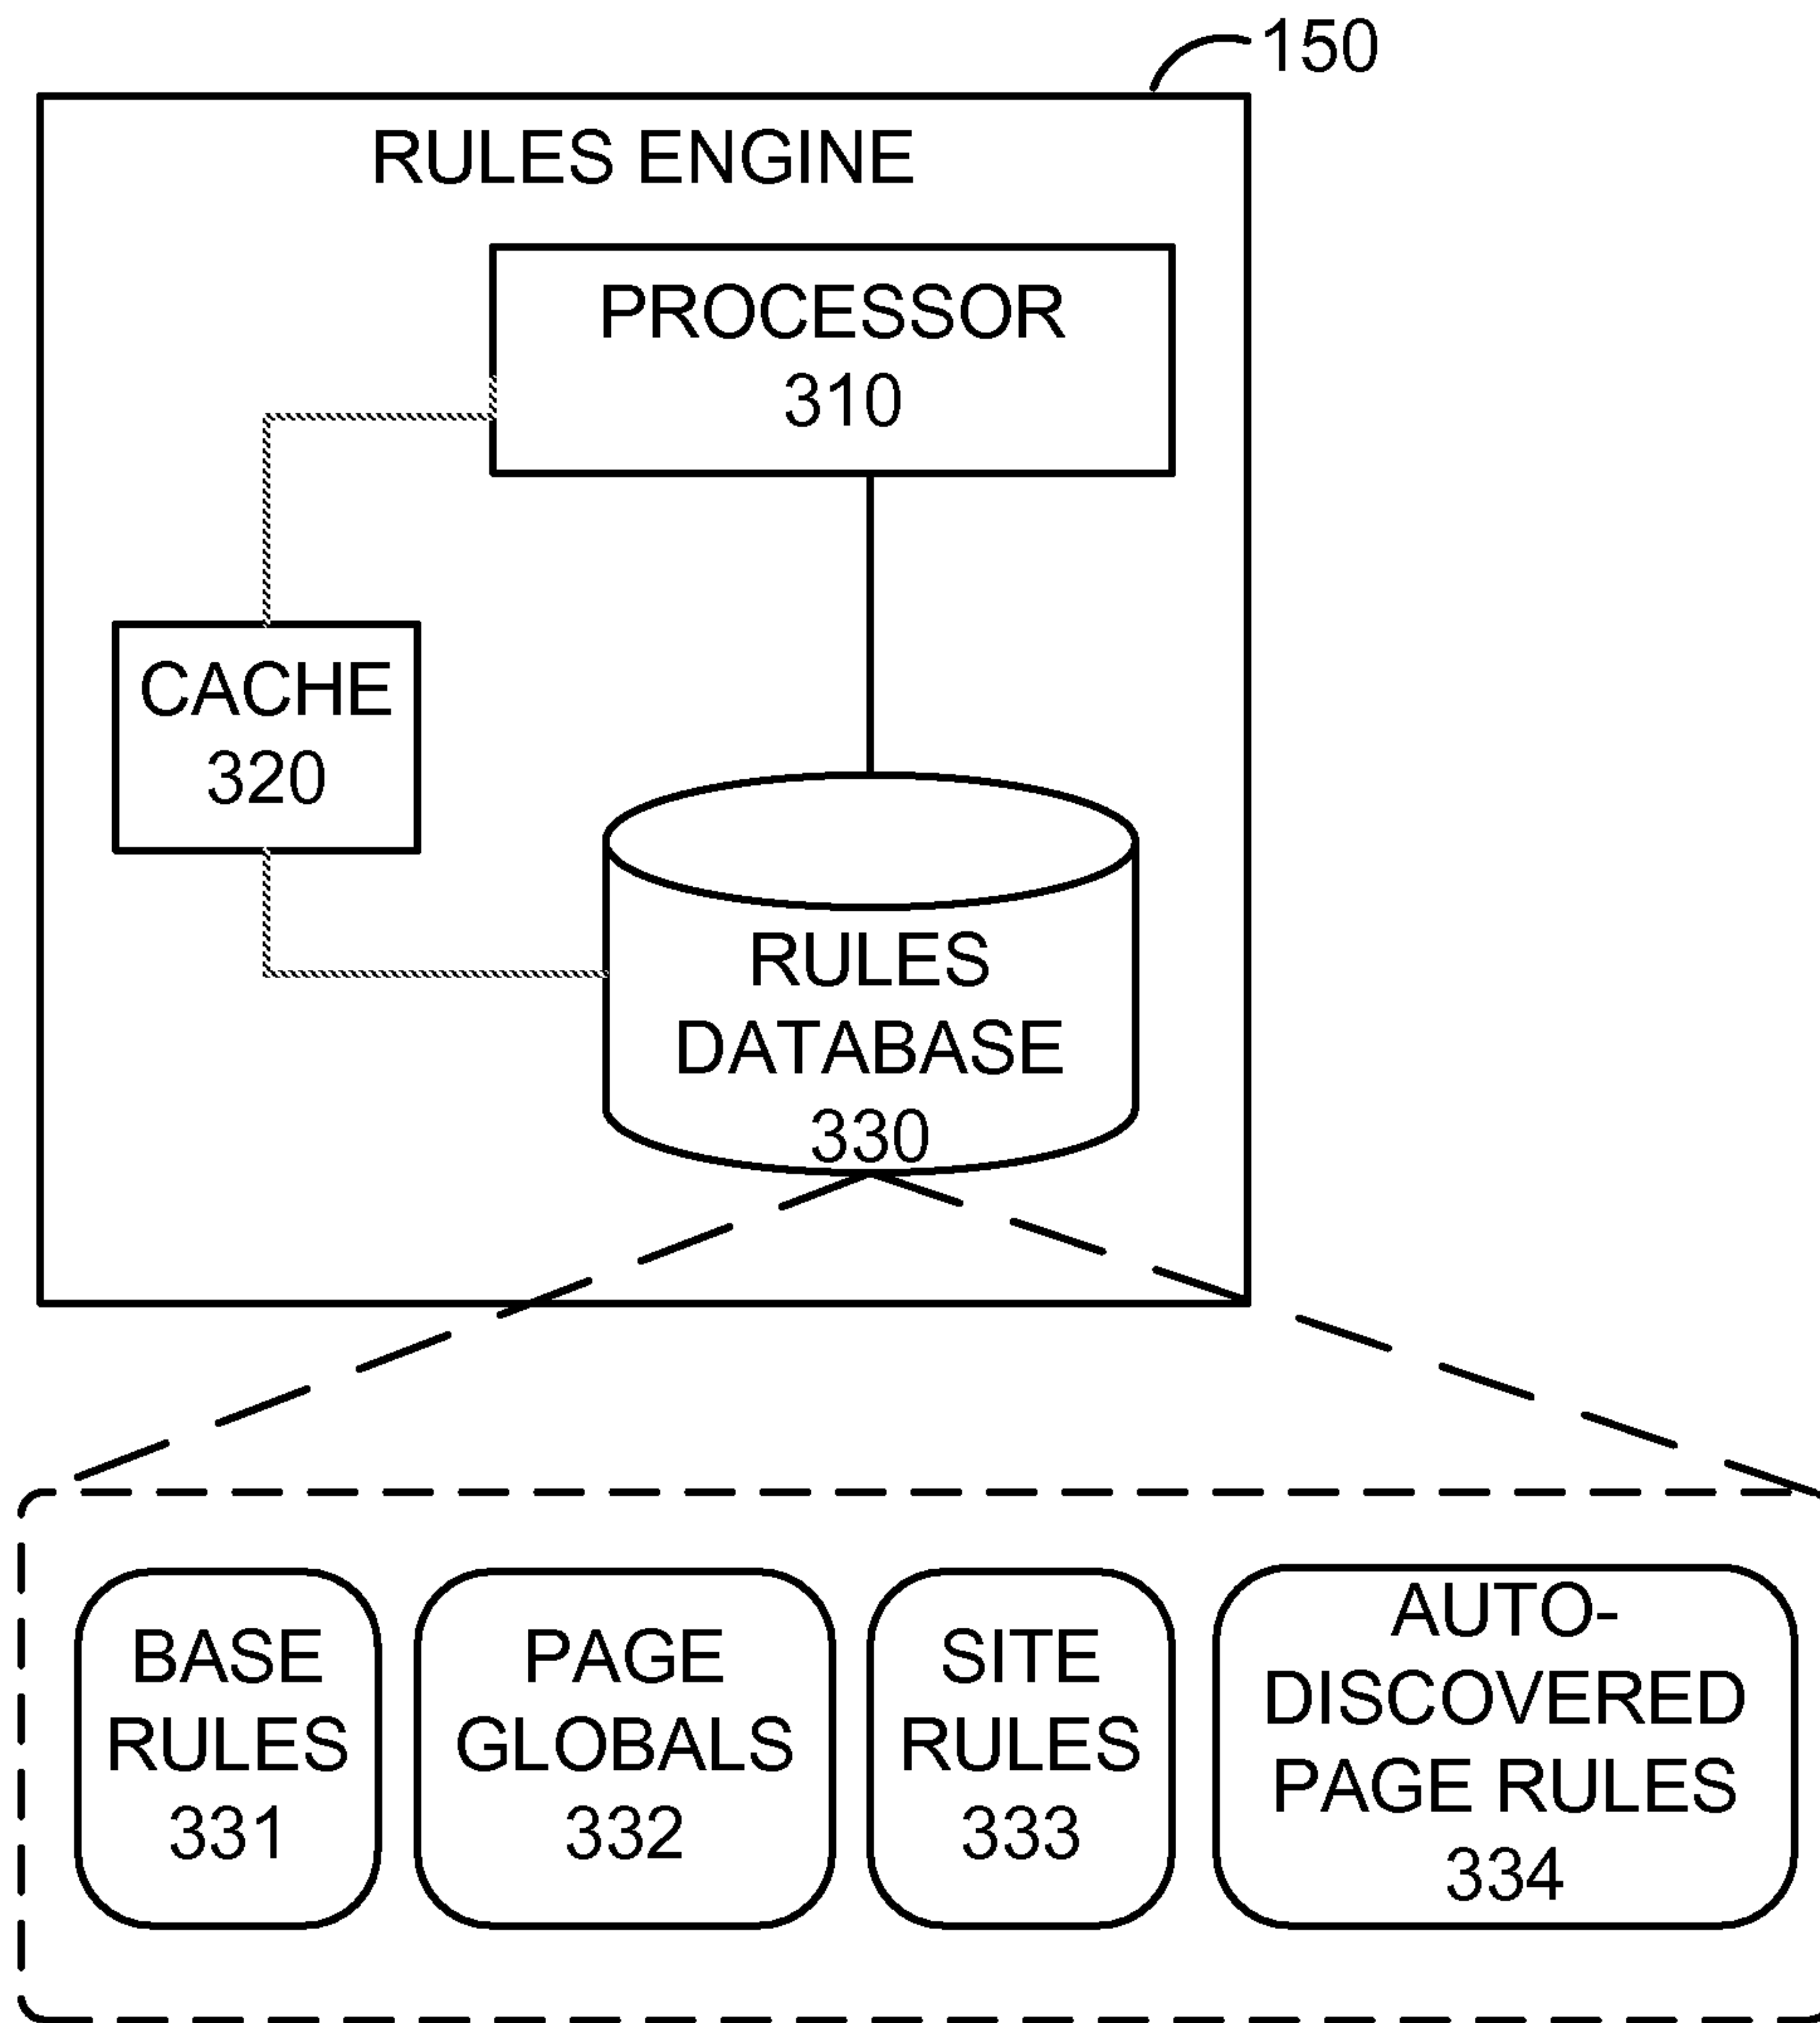 150
RULES ENGINE
PROCESSOR
310
CACHE
320
RULES
DATABASE
330
BASE
RULES
331
PAGE
GLOBALS
332
SITE
RULES
333
AUTO-
DISCOVERED
PAGE RULES
334